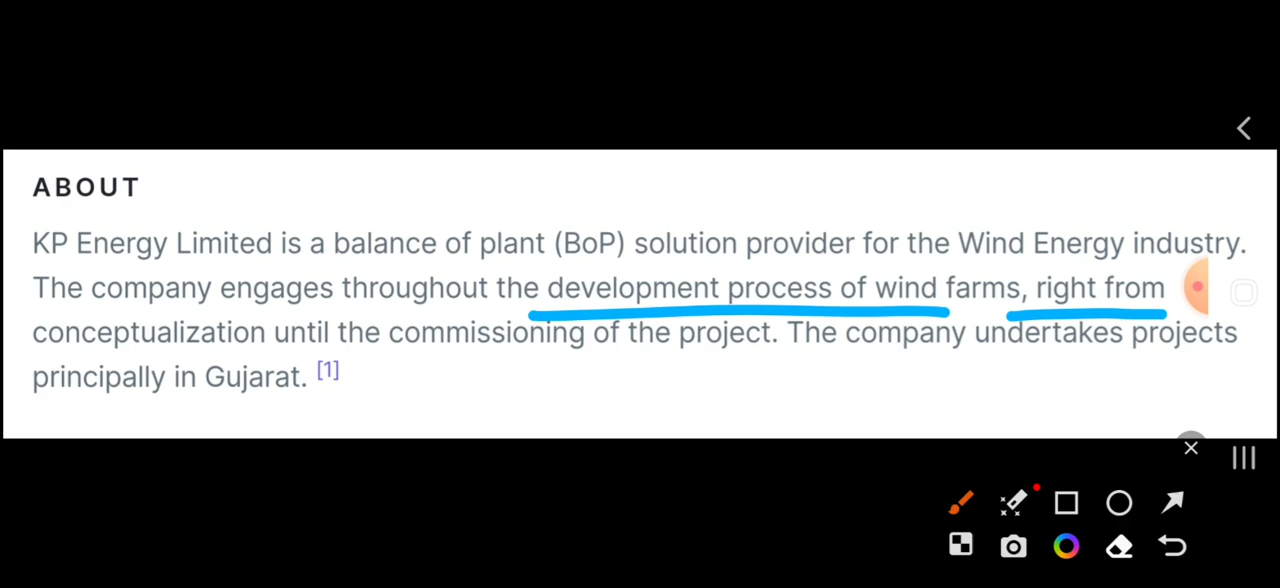 ABOUT
KP Energy Limited is a balance of plant (BoP) solution provider for the Wind Energy industry.
The company engages throughout the development process of wind farms, right from
conceptualization until the commissioning of the project. The company undertakes projects
principally in Gujarat. [1]